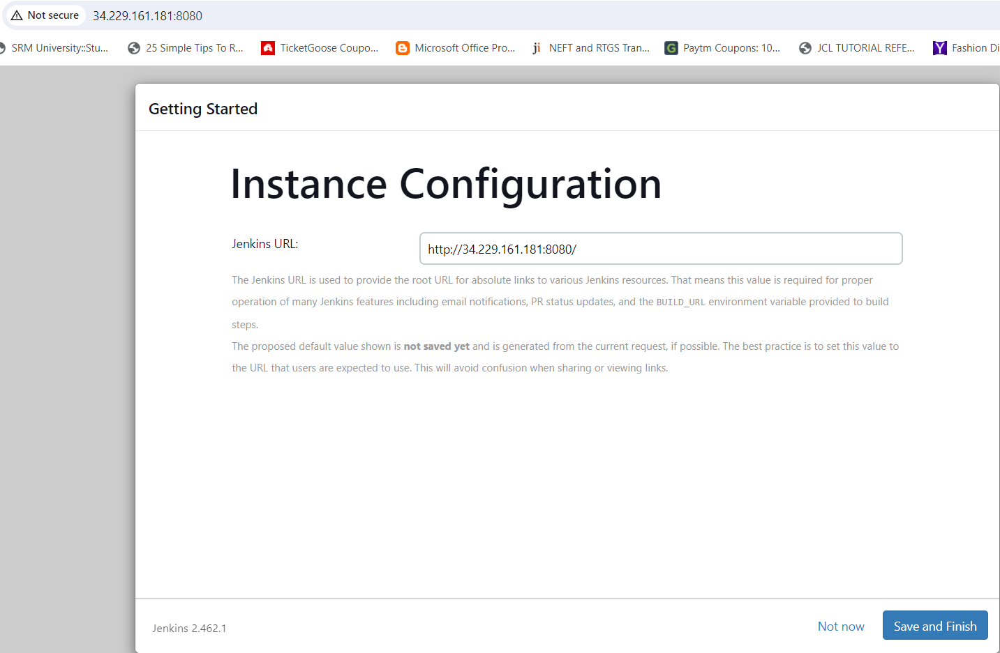 Not secure 34.229.161.181:8080
SRM University::Stu... 25 Simple Tips To R... TicketGoose Coupo... Microsoft Office Pro... ji NEFT and RTGS Tran... G Paytm Coupons: 10... JCL TUTORIAL REFE... Y Fashion Di
Getting Started
Instance Configuration
Jenkins URL: http://34.229.161.181:8080/
The Jenkins URL is used to provide the root URL for absolute links to various Jenkins resources. That means this value is required for proper
operation of many Jenkins features including email notifications, PR status updates, and the BUILD_URL environment variable provided to build
steps.
The proposed default value shown is not saved yet and is generated from the current request, if possible. The best practice is to set this value to
the URL that users are expected to use. This will avoid confusion when sharing or viewing links.
Jenkins 2.462.1 Not now Save and Finish